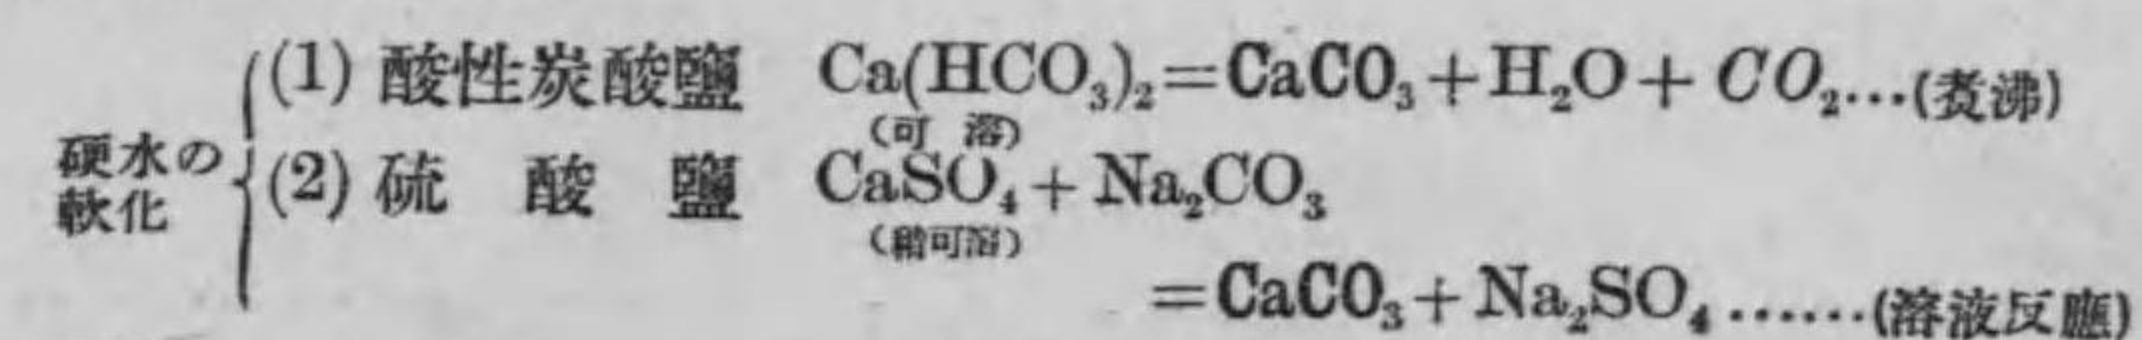 硬水の
軟化
(1) 酸性炭酸鹽 Ca(HCO₃)₂=CaCO₃+H₂O+CO₂…(煑沸)
(可溶)
(2) 硫酸鹽 CaSO₄+Na₂CO₃
(稍可溶)
=CaCO₃+Na₂SO₄……(溶液反應)